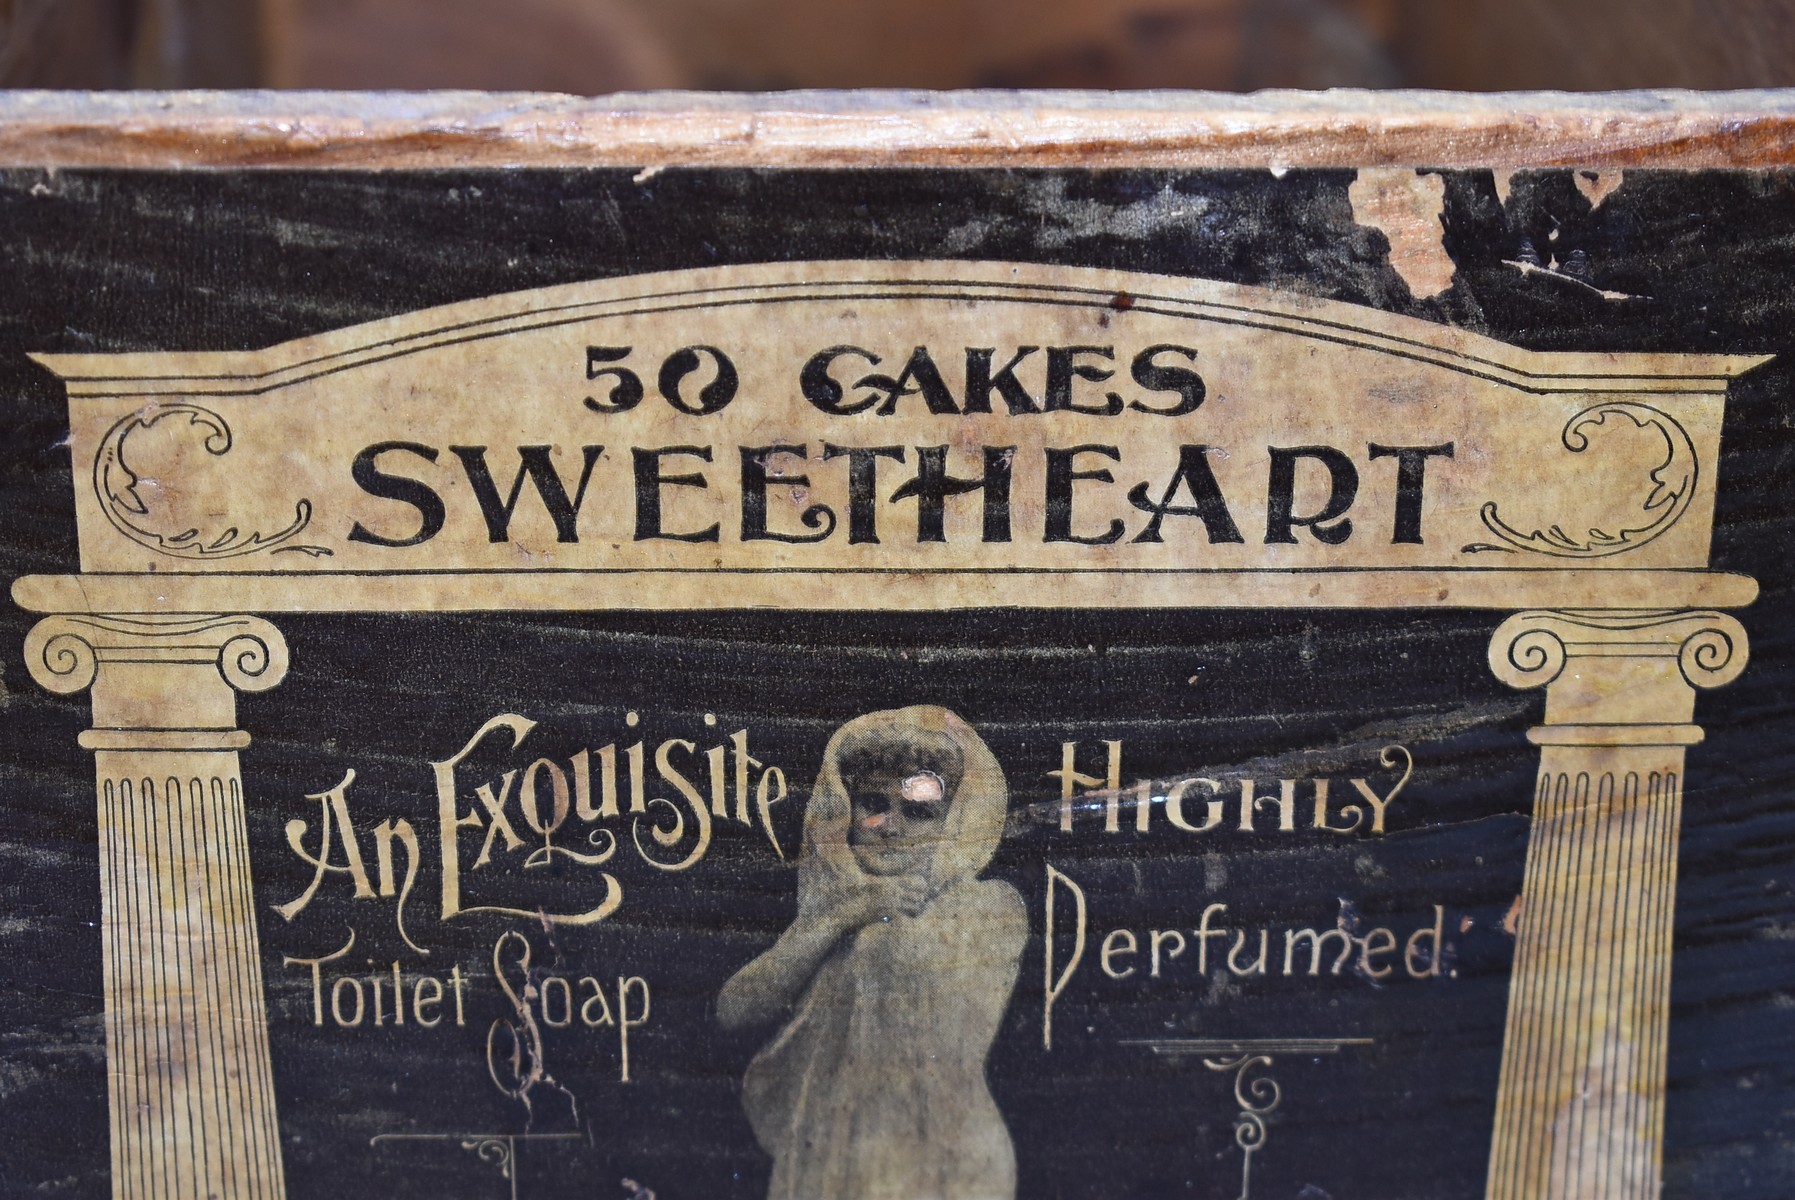 50 CAKES
SWEETHEART
An Exquisite
Toilet Soap
HIGHLY
Perfumed.